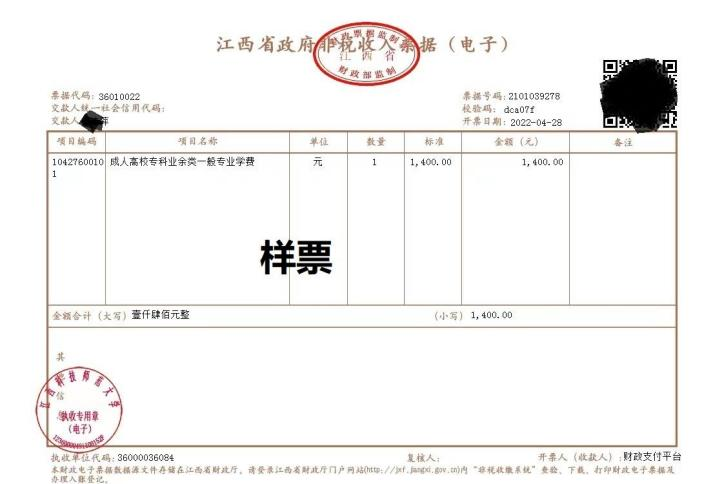 江西省政府非税收入票据（电子）
财政票据监制
江西省
财政部监制
票据代码：36010022
票据号码：2101039278
交款人统一社会信用代码：
校验码：dca07f
交款人
萍
开票日期：2022-04-28
项目编码 项目名称 单位 数量 标准 金额（元） 备注
1042760010 成人高校专科业余类一般专业学费 元 1 1,400.00 1,400.00
1
样票
金额合计（大写）壹仟肆佰元整 （小写）1,400.00
其
信
江西科技师范大学
执收专用章
（电子）
执收单位代码：36000036084 复核人： 开票人（收款人）：财政支付平台
本财政电子票据数据源文件存储在江西省财政厅。请登录江西省财政厅门户网站(http://jxf.jiangxi.gov.cn)内“非税收缴系统”查验、下载、打印财政电子票据及
办理入账登记。